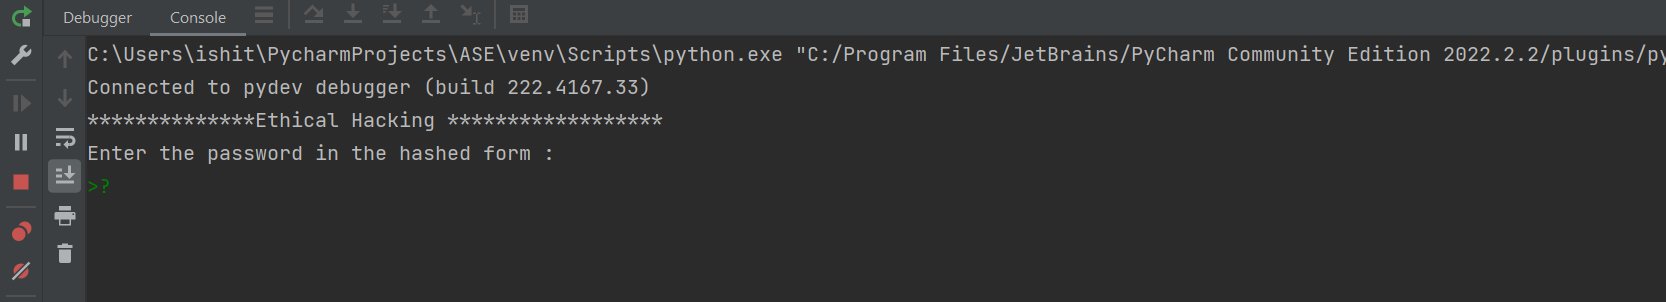 Debugger Console
C:\Users\ishit\PycharmProjects\ASE\venv\Scripts\python.exe "C:/Program Files/JetBrains/PyCharm Community Edition 2022.2.2/plugins/py
Connected to pydev debugger (build 222.4167.33)
**************Ethical Hacking ******************
Enter the password in the hashed form :
>?